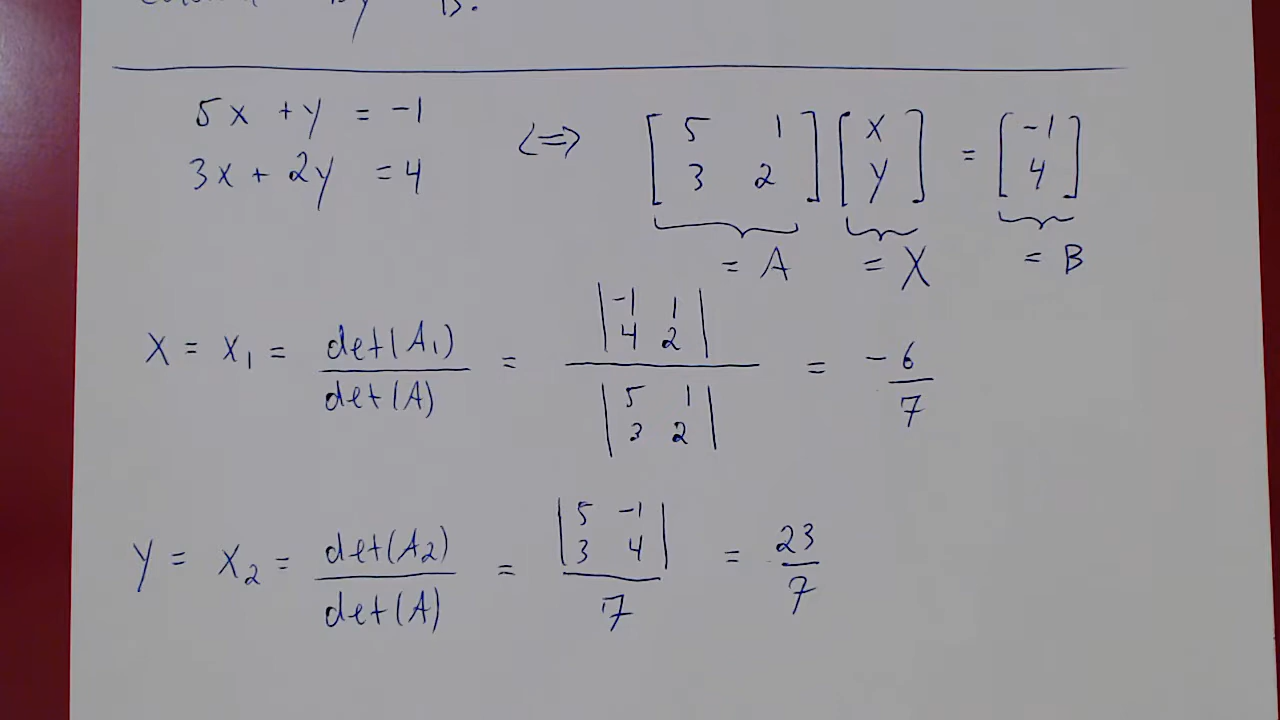 by B.
5x + y = -1 <=> [5 1; 3 2] [x; y] = [-1; 4]
3x + 2y = 4
= A = X = B
x = x₁ = det(A₁)/det(A) = |-1 1; 4 2| / |5 1; 3 2| = -6/7
y = x₂ = det(A₂)/det(A) = |5 -1; 3 4| / 7 = 23/7